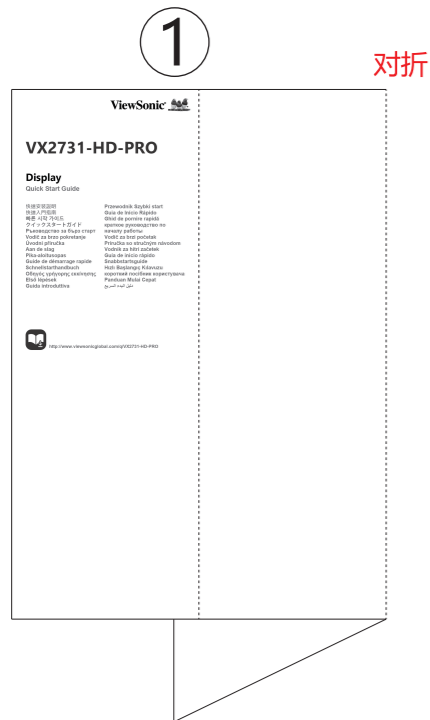 1
对折
ViewSonic
VX2731-HD-PRO
Display
Quick Start Guide
快捷安裝說明
快捷入門指南
빠른 시작 가이드
クイックスタートガイド
Ръководство за бърз старт
Vodič za brzo pokretanje
Úvodní příručka
Aan de slag
Pika-aloitusopas
Guide de démarrage rapide
Schnellstarthandbuch
Οδηγός γρήγορης εκκίνησης
Első lépések
Guida introduttiva
Przewodnik Szybki start
Guia de Início Rápido
Ghid de pornire rapidă
краткое руководство по
началу работы
Vodič za brzi početak
Príručka so stručným návodom
Vodnik za hitri začetek
Guía de inicio rápido
Snabbstartsguide
Hızlı Başlangıç Kılavuzu
короткий посібник користувача
Panduan Mulai Cepat
دليل البدء السريع
http://www.viewsonicglobal.com/q/VX2731-HD-PRO